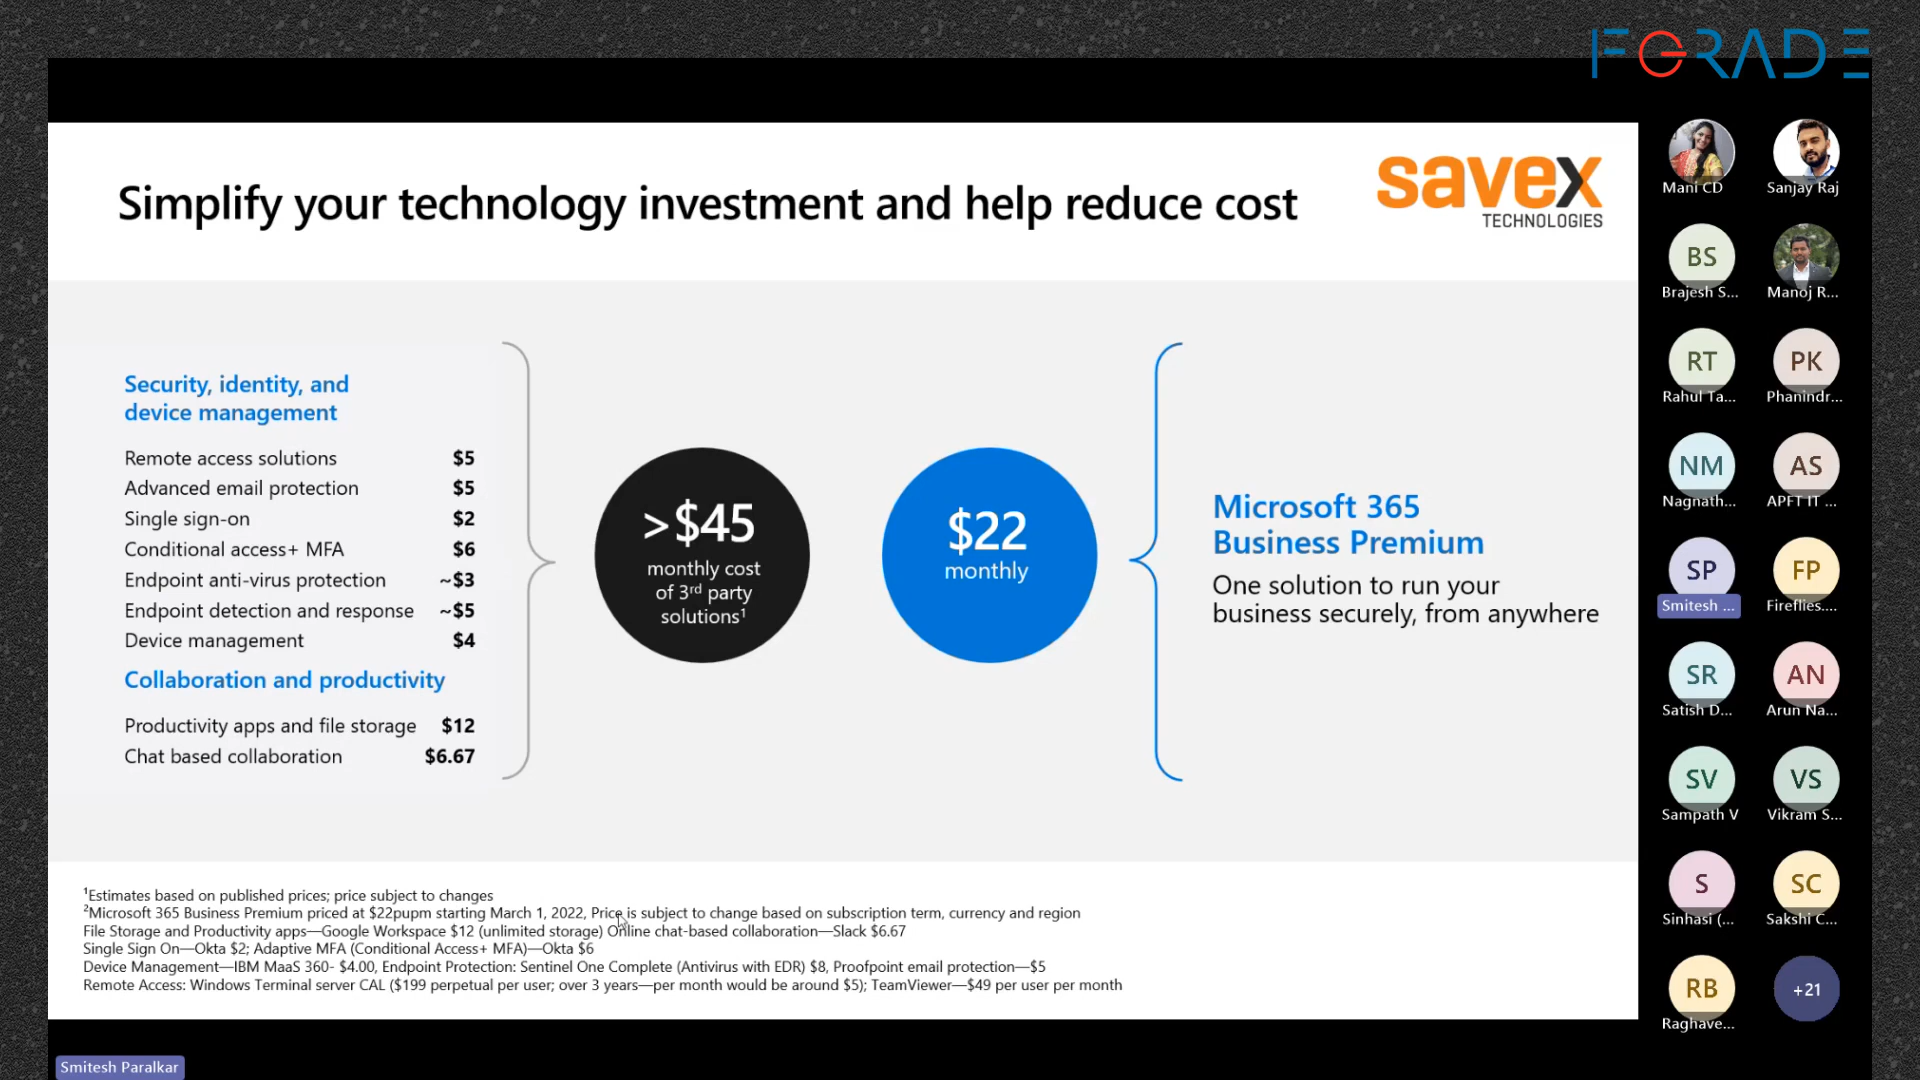 FGRADE
Simplify your technology investment and help reduce cost
savex
TECHNOLOGIES
Security, identity, and
device management
Remote access solutions $5
Advanced email protection $5
Single sign-on $2
Conditional access+ MFA $6
Endpoint anti-virus protection ~$3
Endpoint detection and response ~$5
Device management $4
Collaboration and productivity
Productivity apps and file storage $12
Chat based collaboration $6.67
>$45
monthly cost
of 3rd party
solutions¹
$22
monthly
Microsoft 365
Business Premium
One solution to run your
business securely, from anywhere
¹Estimates based on published prices; price subject to changes
²Microsoft 365 Business Premium priced at $22pupm starting March 1, 2022, Price is subject to change based on subscription term, currency and region
File Storage and Productivity apps—Google Workspace $12 (unlimited storage) Online chat-based collaboration—Slack $6.67
Single Sign On—Okta $2; Adaptive MFA (Conditional Access+ MFA)—Okta $6
Device Management—IBM MaaS 360- $4.00, Endpoint Protection: Sentinel One Complete (Antivirus with EDR) $8, Proofpoint email protection—$5
Remote Access: Windows Terminal server CAL ($199 perpetual per user; over 3 years—per month would be around $5); TeamViewer—$49 per user per month
Mani CD
Sanjay Raj
BS
Brajesh S...
Manoj R...
RT
Rahul Ta...
PK
Phanindr...
NM
Nagnath...
AS
APFT IT ...
SP
Smitesh ...
FP
Fireflies....
SR
Satish D...
AN
Arun Na...
SV
Sampath V
VS
Vikram S...
S
Sinhasi (...
SC
Sakshi C...
RB
Raghave...
+21
Smitesh Paralkar